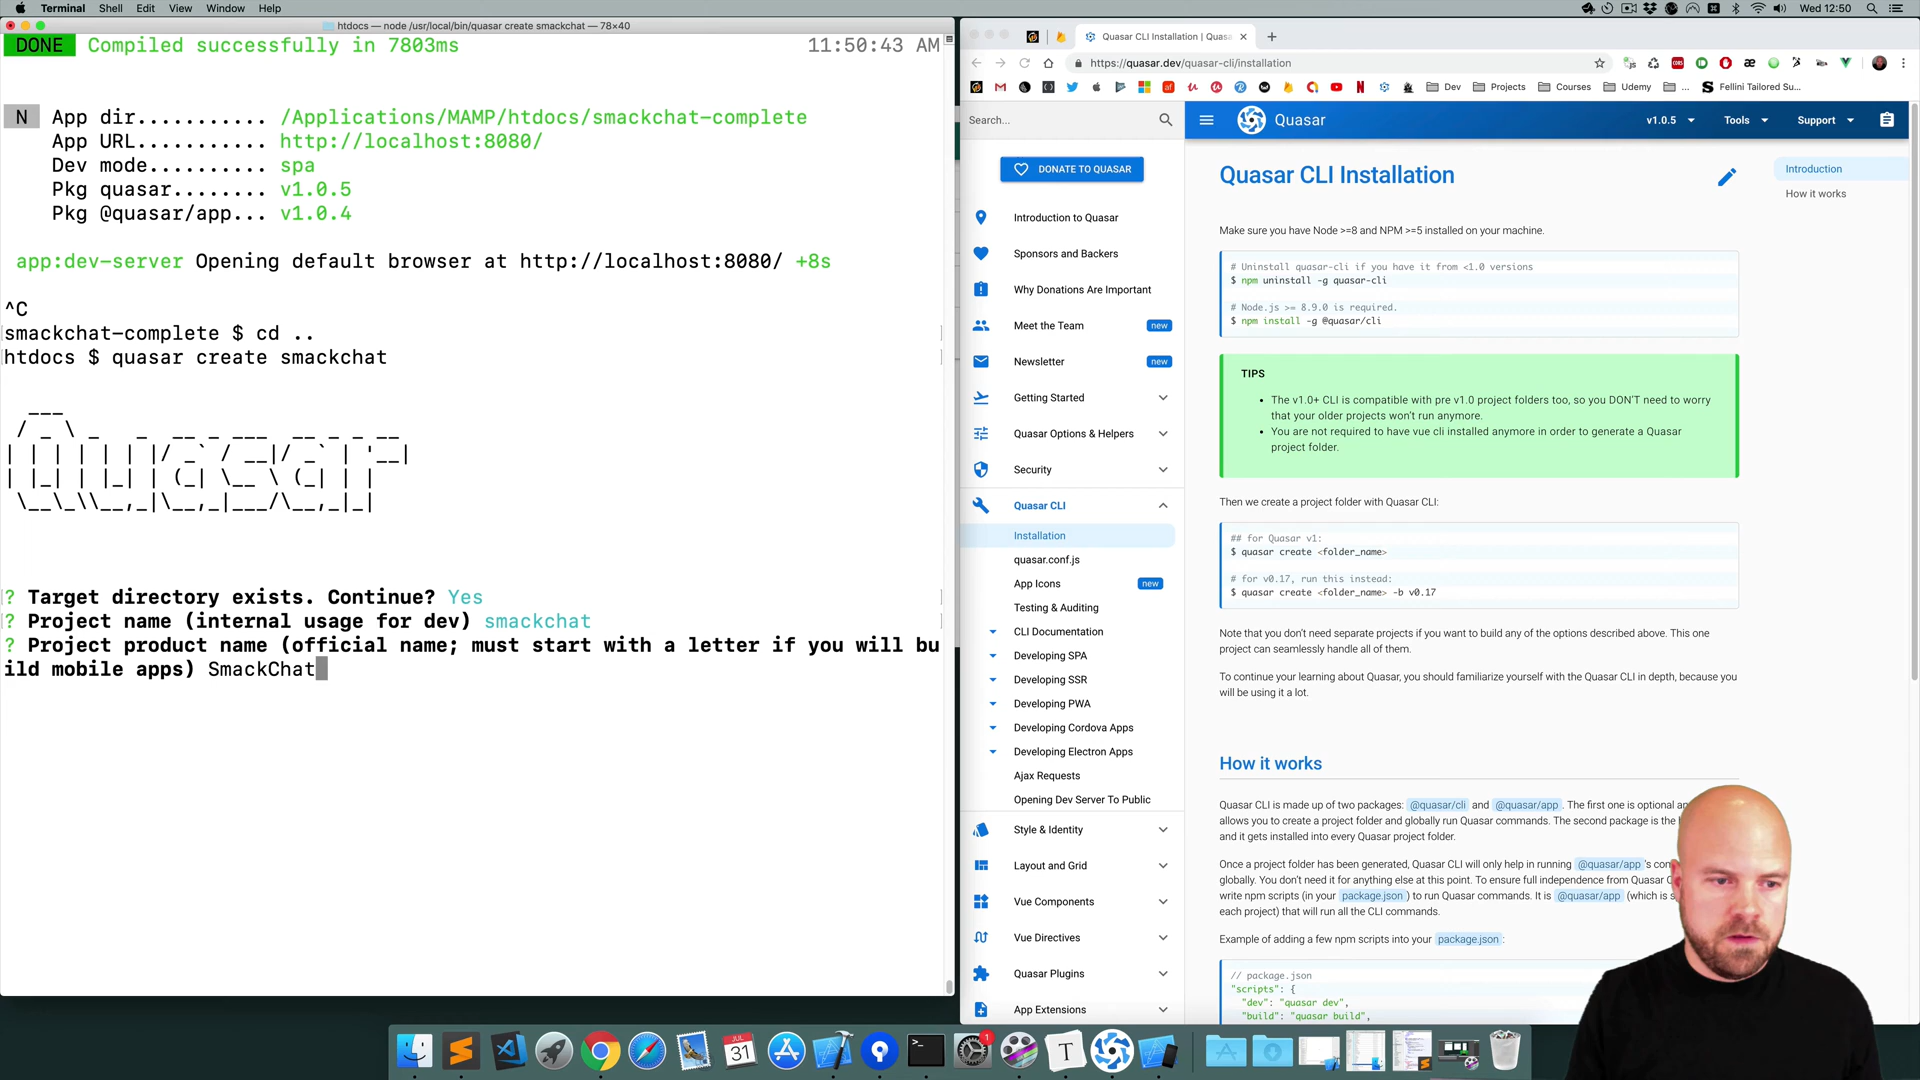 Terminal Shell Edit View Window Help
Wed 12:50
htdocs — node /usr/local/bin/quasar create smackchat — 78×40
DONE Compiled successfully in 7803ms 11:50:43 AM
N App dir........... /Applications/MAMP/htdocs/smackchat-complete
App URL........... http://localhost:8080/
Dev mode.......... spa
Pkg quasar........ v1.0.5
Pkg @quasar/app... v1.0.4
app:dev-server Opening default browser at http://localhost:8080/ +8s
^C
smackchat-complete $ cd ..
htdocs $ quasar create smackchat
? Target directory exists. Continue? Yes
? Project name (internal usage for dev) smackchat
? Project product name (official name; must start with a letter if you will bu
ild mobile apps) SmackChat
Quasar CLI Installation | Quas
https://quasar.dev/quasar-cli/installation
Dev Projects Courses Udemy ... Fellini Tailored Su...
Search...
DONATE TO QUASAR
Introduction to Quasar
Sponsors and Backers
Why Donations Are Important
Meet the Team new
Newsletter new
Getting Started
Quasar Options & Helpers
Security
Quasar CLI
Installation
quasar.conf.js
App Icons new
Testing & Auditing
CLI Documentation
Developing SPA
Developing SSR
Developing PWA
Developing Cordova Apps
Developing Electron Apps
Ajax Requests
Opening Dev Server To Public
Style & Identity
Layout and Grid
Vue Components
Vue Directives
Quasar Plugins
App Extensions
Quasar v1.0.5 Tools Support
Quasar CLI Installation
Introduction
How it works
Make sure you have Node >=8 and NPM >=5 installed on your machine.
# Uninstall quasar-cli if you have it from <1.0 versions
$ npm uninstall -g quasar-cli
# Node.js >= 8.9.0 is required.
$ npm install -g @quasar/cli
TIPS
• The v1.0+ CLI is compatible with pre v1.0 project folders too, so you DON'T need to worry
that your older projects won't run anymore.
• You are not required to have vue cli installed anymore in order to generate a Quasar
project folder.
Then we create a project folder with Quasar CLI:
## for Quasar v1:
$ quasar create <folder_name>
# for v0.17, run this instead:
$ quasar create <folder_name> -b v0.17
Note that you don't need separate projects if you want to build any of the options described above. This one
project can seamlessly handle all of them.
To continue your learning about Quasar, you should familiarize yourself with the Quasar CLI in depth, because you
will be using it a lot.
How it works
Quasar CLI is made up of two packages: @quasar/cli and @quasar/app. The first one is optional
allows you to create a project folder and globally run Quasar commands. The second package is the
and it gets installed into every Quasar project folder.
Once a project folder has been generated, Quasar CLI will only help in running @quasar/app's
globally. You don't need it for anything else at this point. To ensure full independence from Quasar
write npm scripts (in your package.json) to run Quasar commands. It is @quasar/app (which is
each project) that will run all the CLI commands.
Example of adding a few npm scripts into your package.json:
// package.json
"scripts": {
"dev": "quasar dev",
"build": "quasar build",
JUL
31
1